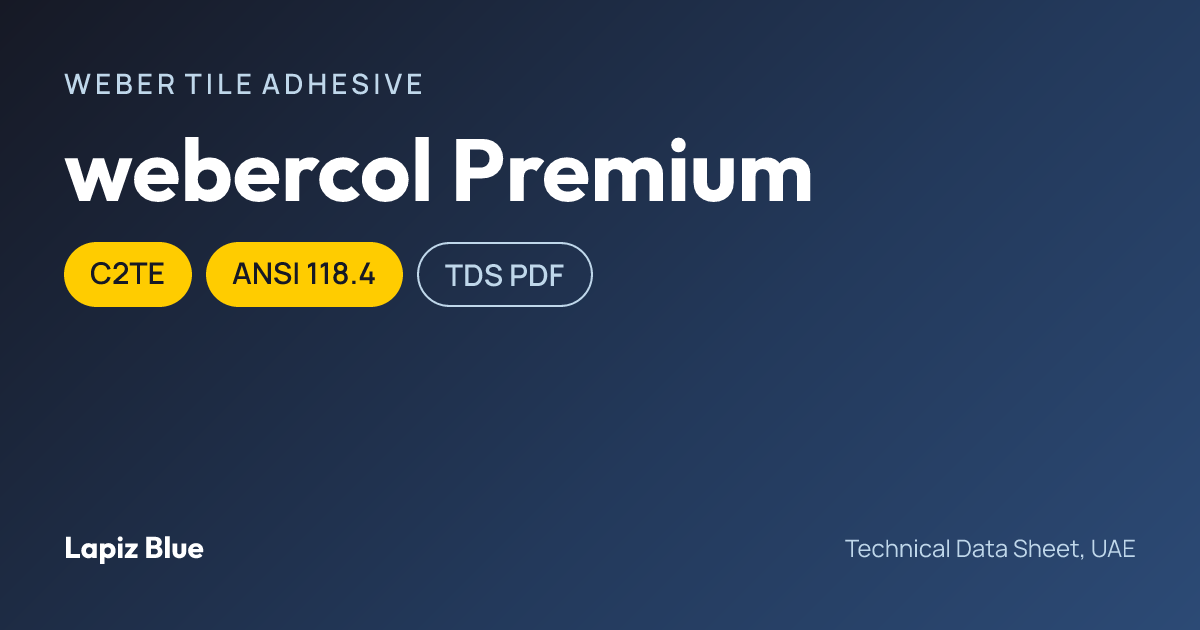 WEBER TILE ADHESIVE
webercol Premium
C2TE ANSI 118.4 TDS PDF
Lapiz Blue Technical Data Sheet, UAE